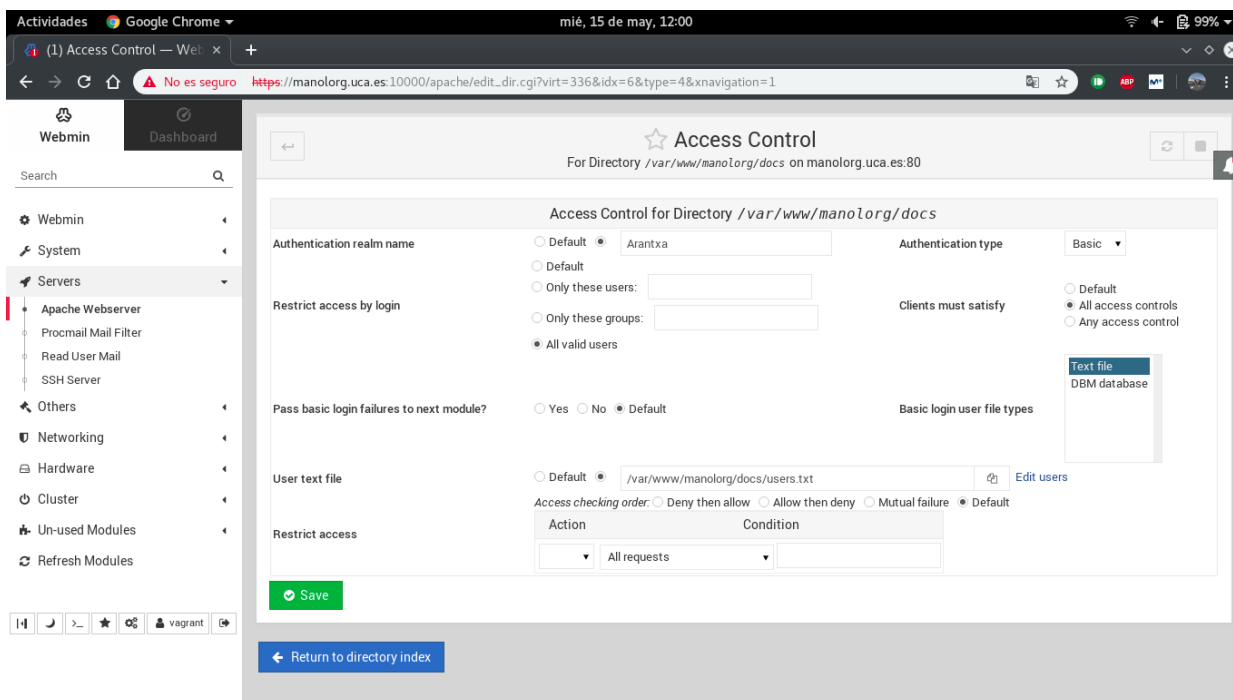 Actividades Google Chrome mié, 15 de may, 12:00 99%
(1) Access Control — Web
No es seguro https://manolorg.uca.es:10000/apache/edit_dir.cgi?virt=336&idx=6&type=4&xnavigation=1
Webmin Dashboard
Search
Webmin
System
Servers
Apache Webserver
Procmail Mail Filter
Read User Mail
SSH Server
Others
Networking
Hardware
Cluster
Un-used Modules
Refresh Modules
vagrant
Access Control
For Directory /var/www/manolorg/docs on manolorg.uca.es:80
Access Control for Directory /var/www/manolorg/docs
Authentication realm name Default Arantxa Authentication type Basic
Restrict access by login
Default
Only these users:
Only these groups:
All valid users
Clients must satisfy
Default
All access controls
Any access control
Pass basic login failures to next module? Yes No Default Basic login user file types
Text file
DBM database
User text file Default /var/www/manolorg/docs/users.txt Edit users
Restrict access
Access checking order: Deny then allow Allow then deny Mutual failure Default
Action Condition
All requests
Save
Return to directory index